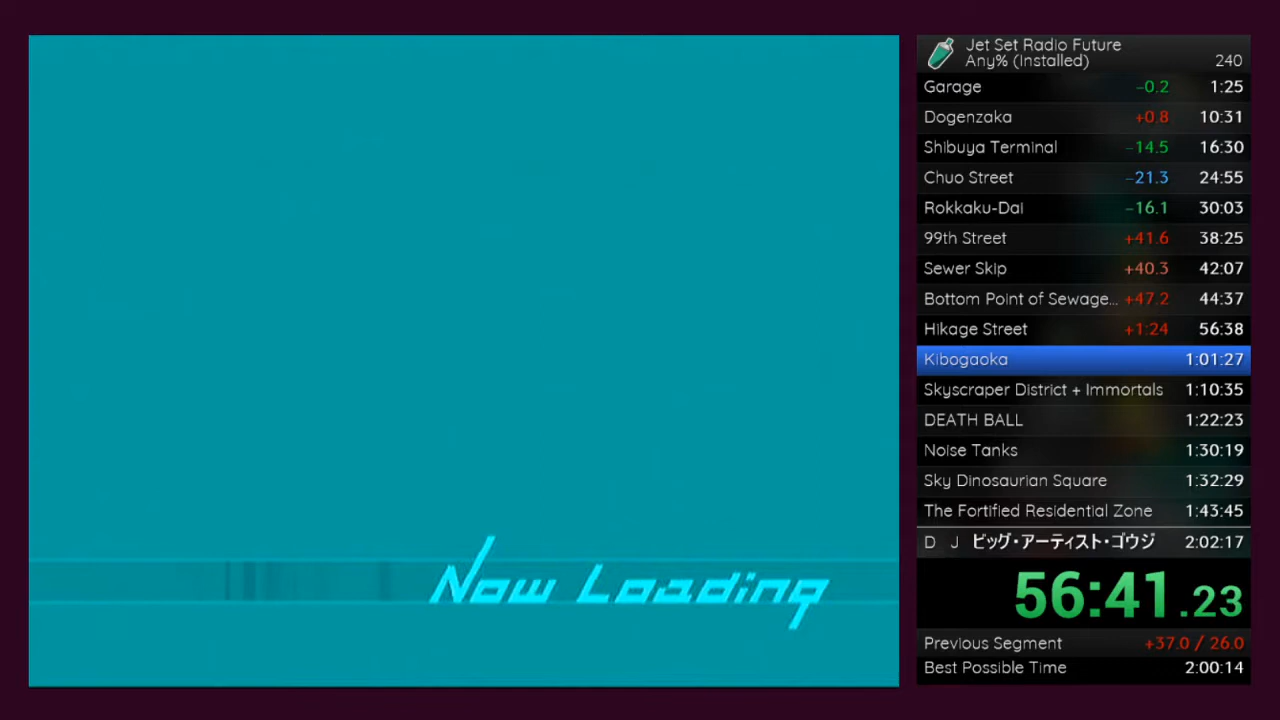 Now Loading
Jet Set Radio Future
Any% (Installed) 240
Garage -0.2 1:25
Dogenzaka +0.8 10:31
Shibuya Terminal -14.5 16:30
Chuo Street -21.3 24:55
Rokkaku-Dai -16.1 30:03
99th Street +41.6 38:25
Sewer Skip +40.3 42:07
Bottom Point of Sewage... +47.2 44:37
Hikage Street +1:24 56:38
Kibogaoka 1:01:27
Skyscraper District + Immortals 1:10:35
DEATH BALL 1:22:23
Noise Tanks 1:30:19
Sky Dinosaurian Square 1:32:29
The Fortified Residential Zone 1:43:45
D J ビッグ・アーティスト・ゴウジ 2:02:17
56:41.23
Previous Segment +37.0 / 26.0
Best Possible Time 2:00:14